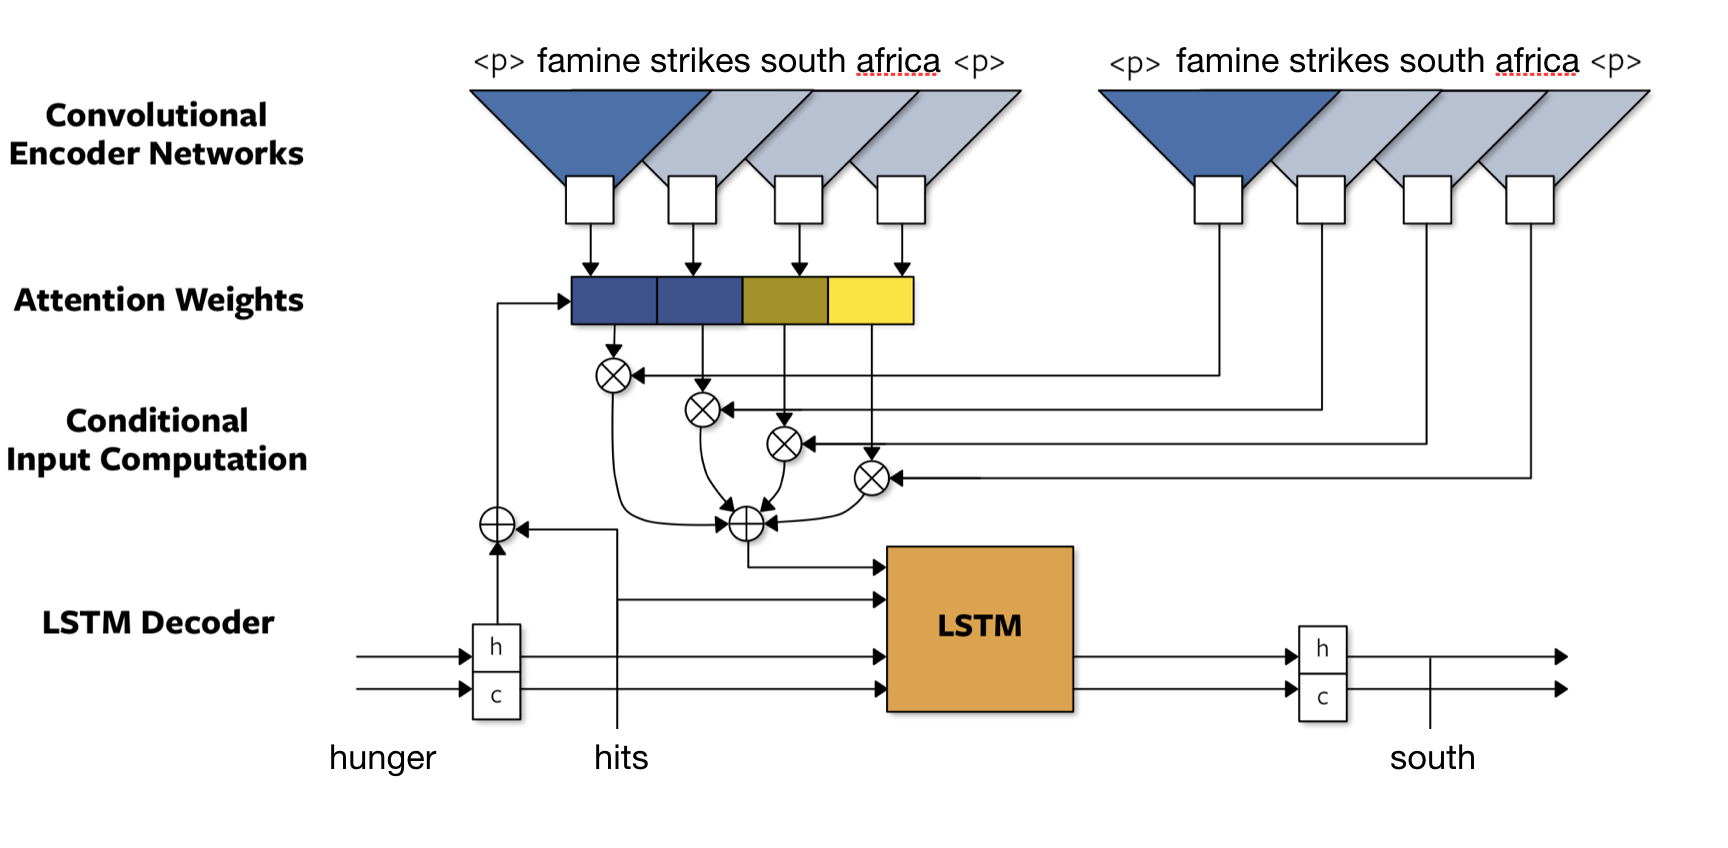 <p> famine strikes south africa <p>
<p> famine strikes south africa <p>
Convolutional
Encoder Networks
Attention Weights
Conditional
Input Computation
LSTM Decoder
h
c
LSTM
h
c
hunger
hits
south